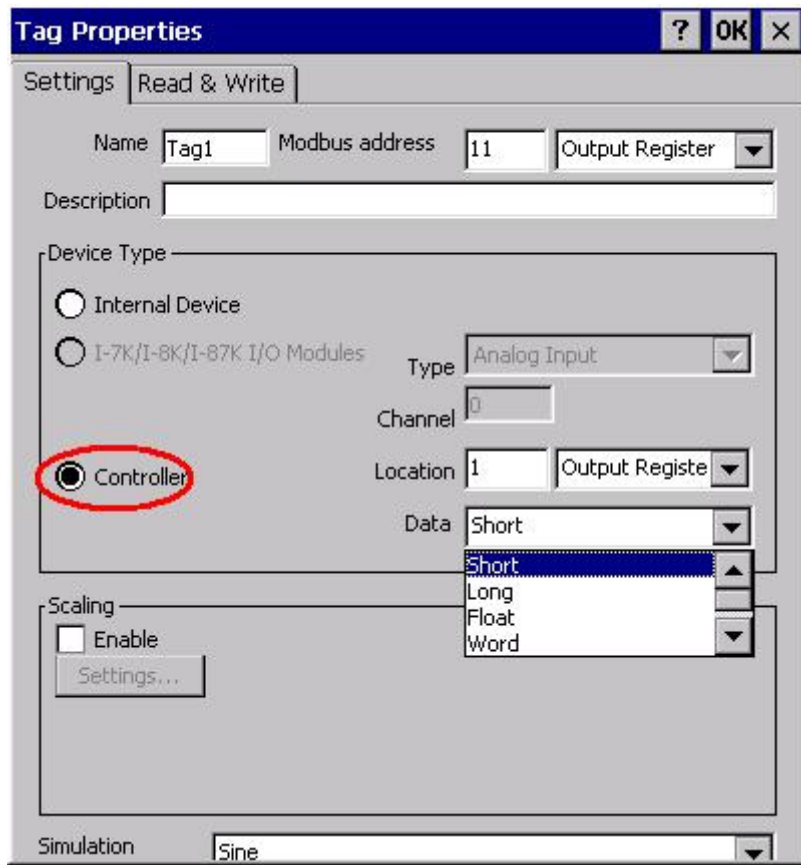 Tag Properties ? OK ×
Settings Read & Write
Name Tag1 Modbus address 11 Output Register
Description
Device Type
Internal Device
I-7K/I-8K/I-87K I/O Modules
Type Analog Input
Channel 0
Controller Location 1 Output Registe
Data Short
Short
Long
Float
Word
Scaling
Enable
Settings...
Simulation Sine